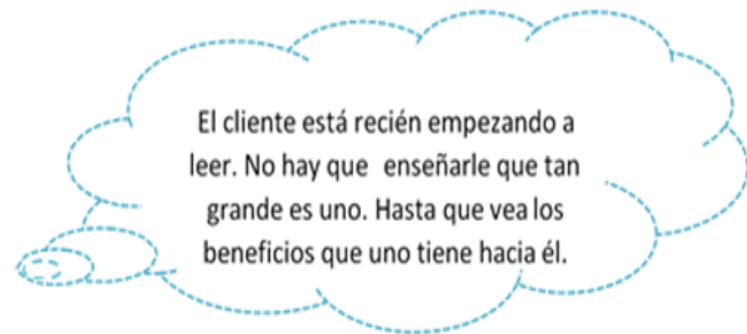 El cliente está recién empezando a
leer. No hay que enseñarle que tan
grande es uno. Hasta que vea los
beneficios que uno tiene hacia él.